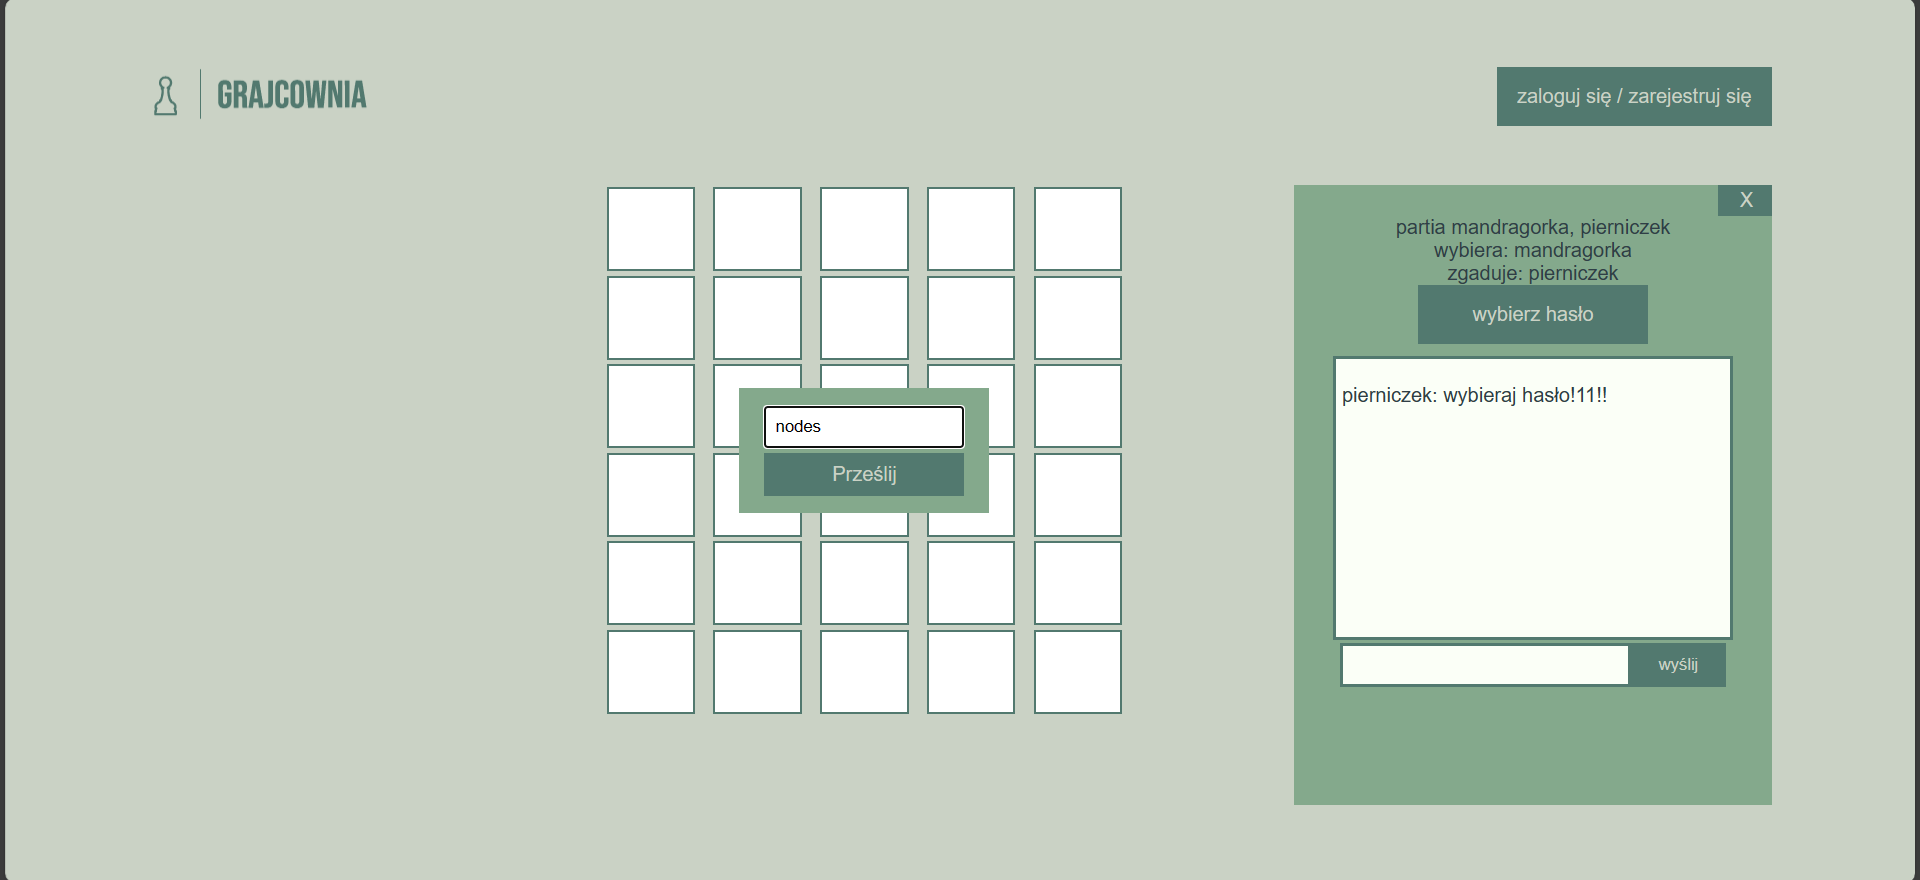 GRAJCOWNIA
zaloguj się / zarejestruj się
X
partia mandragorka, pierniczek
wybiera: mandragorka
zgaduje: pierniczek
wybierz hasło
nodes
Prześlij
pierniczek: wybieraj hasło!11!!
wyślij